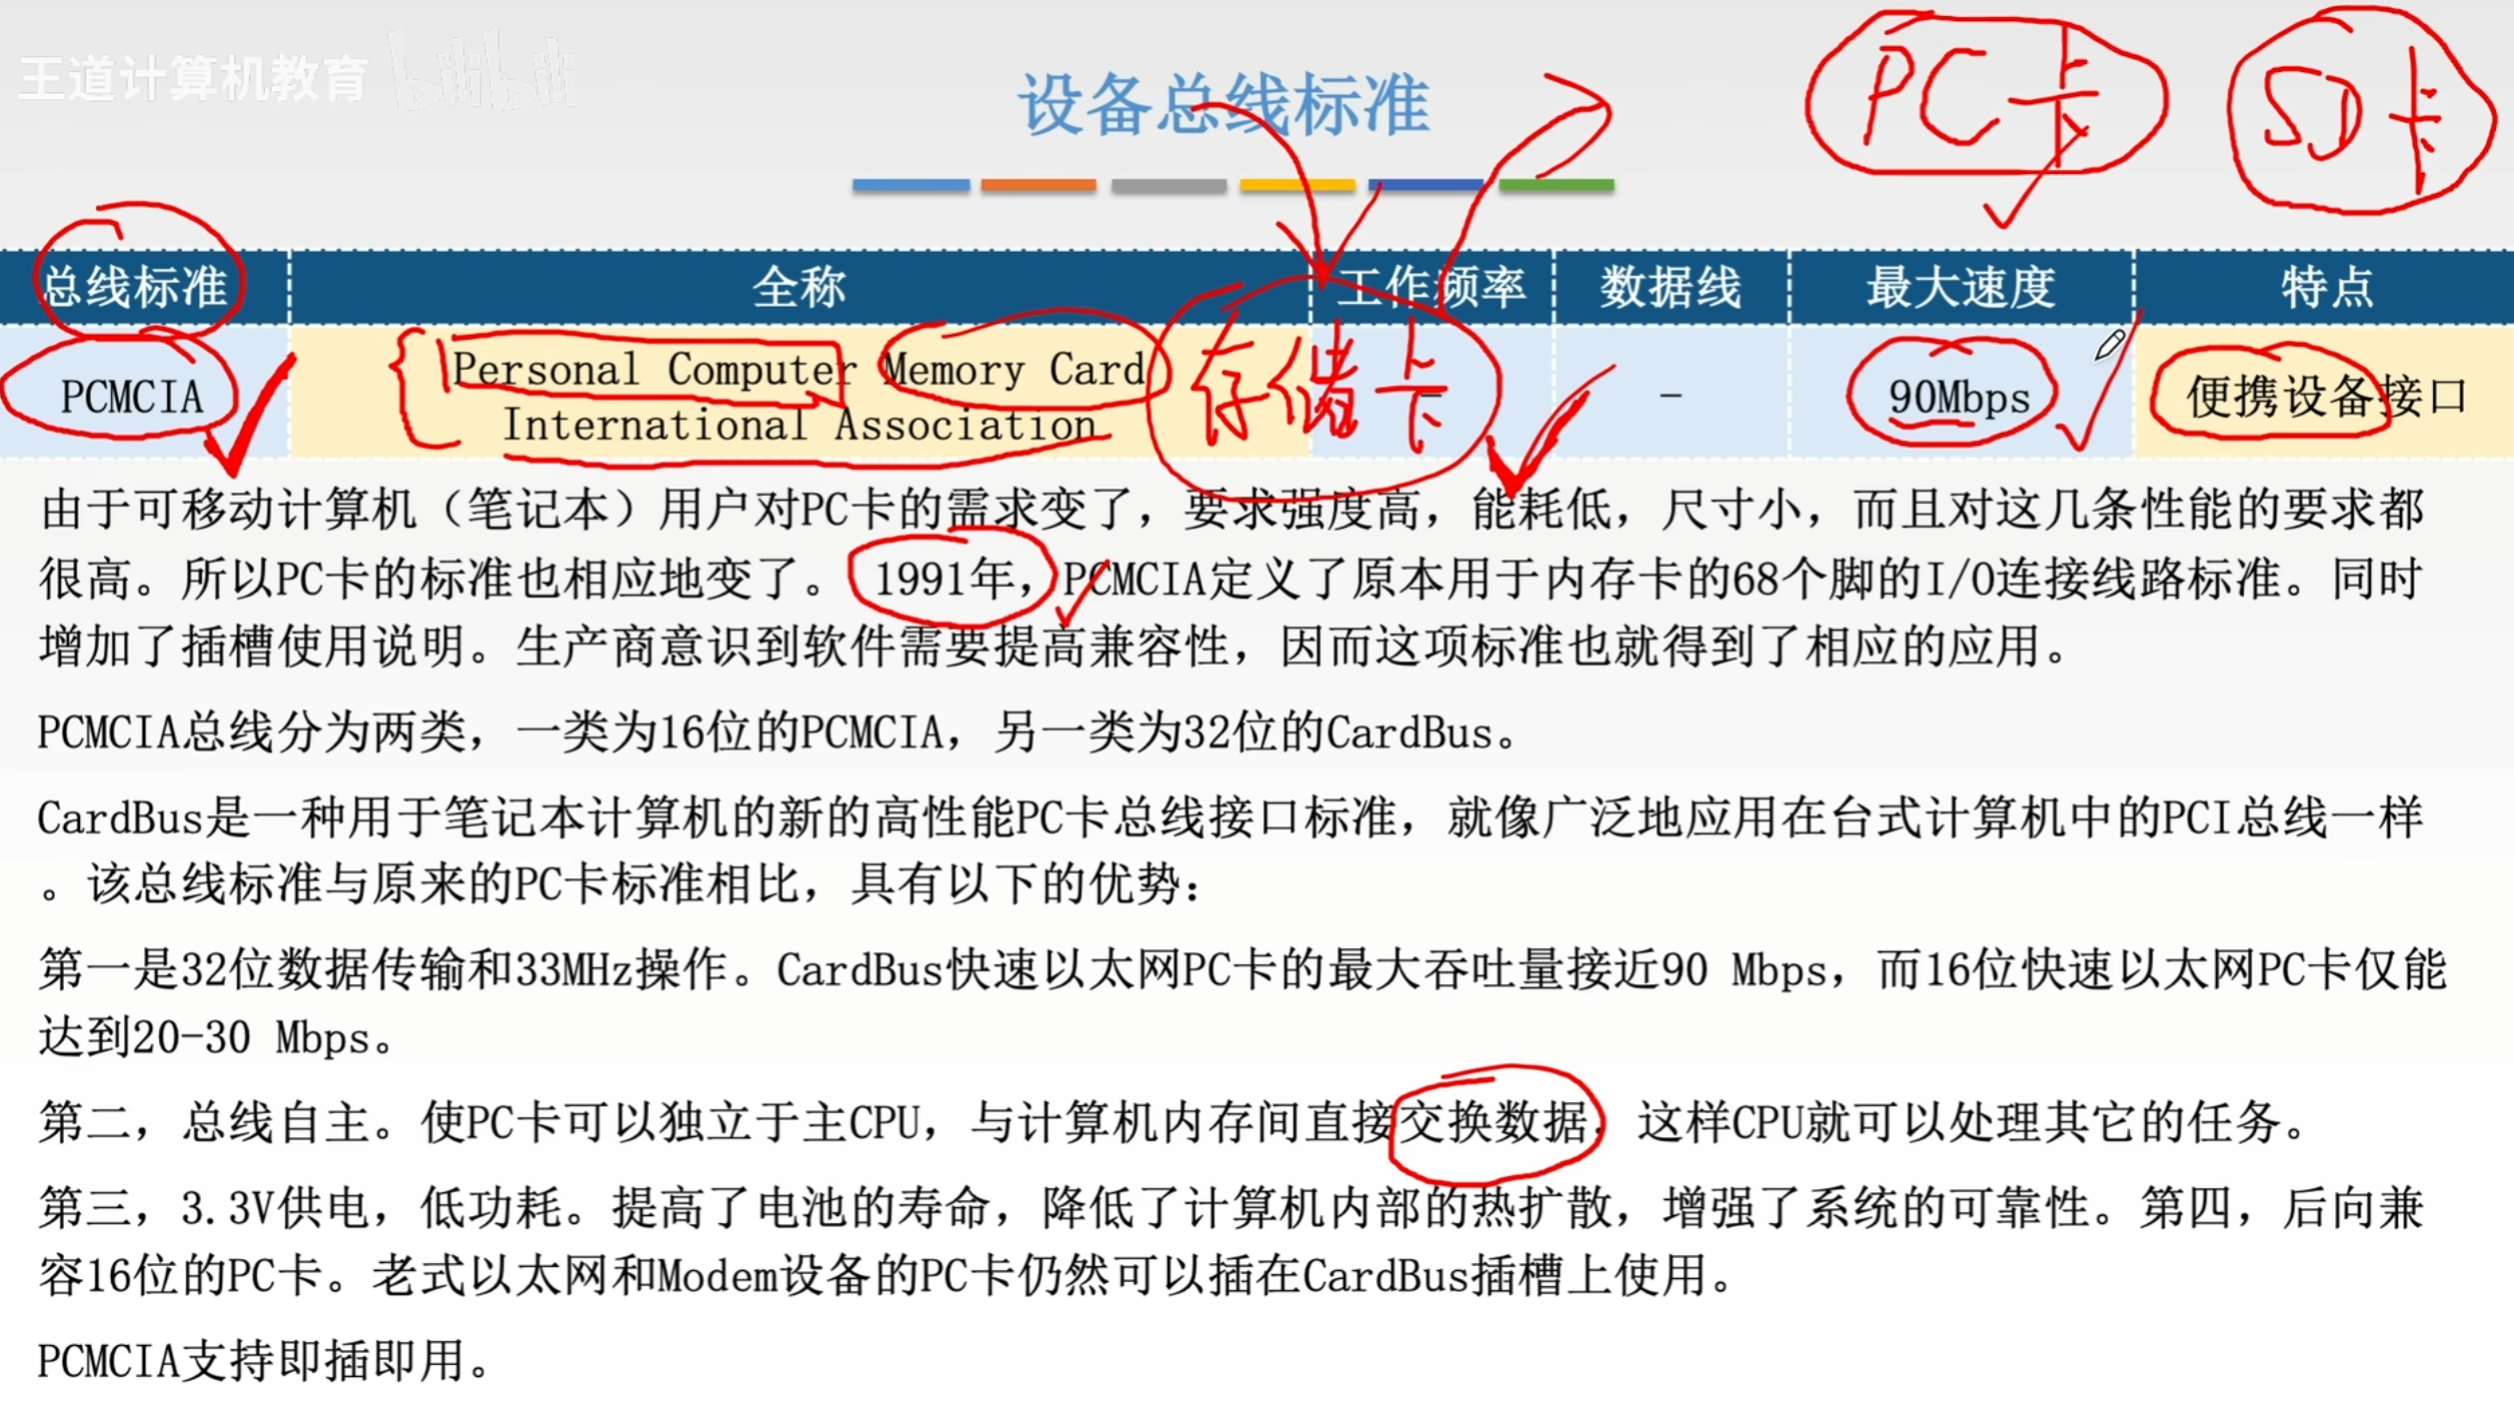 王道计算机教育 bilibili
设备总线标准
PC卡
SD卡
总线标准 全称 工作频率 数据线 最大速度 特点
PCMCIA Personal Computer Memory Card International Association - - 90Mbps 便携设备接口
存储卡
由于可移动计算机（笔记本）用户对PC卡的需求变了，要求强度高，能耗低，尺寸小，而且对这几条性能的要求都
很高。所以PC卡的标准也相应地变了。 1991年，PCMCIA定义了原本用于内存卡的68个脚的I/O连接线路标准。同时
增加了插槽使用说明。生产商意识到软件需要提高兼容性，因而这项标准也就得到了相应的应用。
PCMCIA总线分为两类，一类为16位的PCMCIA，另一类为32位的CardBus。
CardBus是一种用于笔记本计算机的新的高性能PC卡总线接口标准，就像广泛地应用在台式计算机中的PCI总线一样
。该总线标准与原来的PC卡标准相比，具有以下的优势：
第一是32位数据传输和33MHz操作。CardBus快速以太网PC卡的最大吞吐量接近90 Mbps，而16位快速以太网PC卡仅能
达到20-30 Mbps。
第二，总线自主。使PC卡可以独立于主CPU，与计算机内存间直接交换数据，这样CPU就可以处理其它的任务。
第三，3.3V供电，低功耗。提高了电池的寿命，降低了计算机内部的热扩散，增强了系统的可靠性。第四，后向兼
容16位的PC卡。老式以太网和Modem设备的PC卡仍然可以插在CardBus插槽上使用。
PCMCIA支持即插即用。